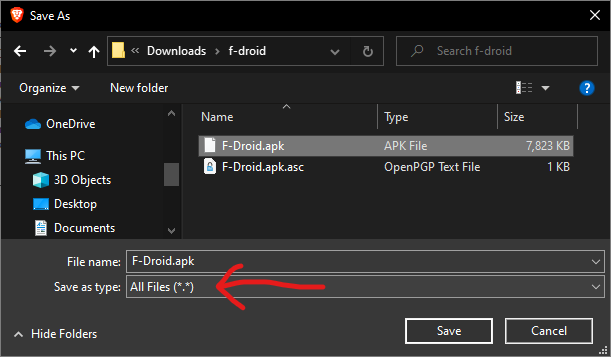 Save As
Downloads f-droid
Search f-droid
Organize New folder
Name Type Size
OneDrive
This PC
3D Objects
Desktop
Documents
F-Droid.apk APK File 7,823 KB
F-Droid.apk.asc OpenPGP Text File 1 KB
File name: F-Droid.apk
Save as type: All Files (*.*)
Hide Folders Save Cancel